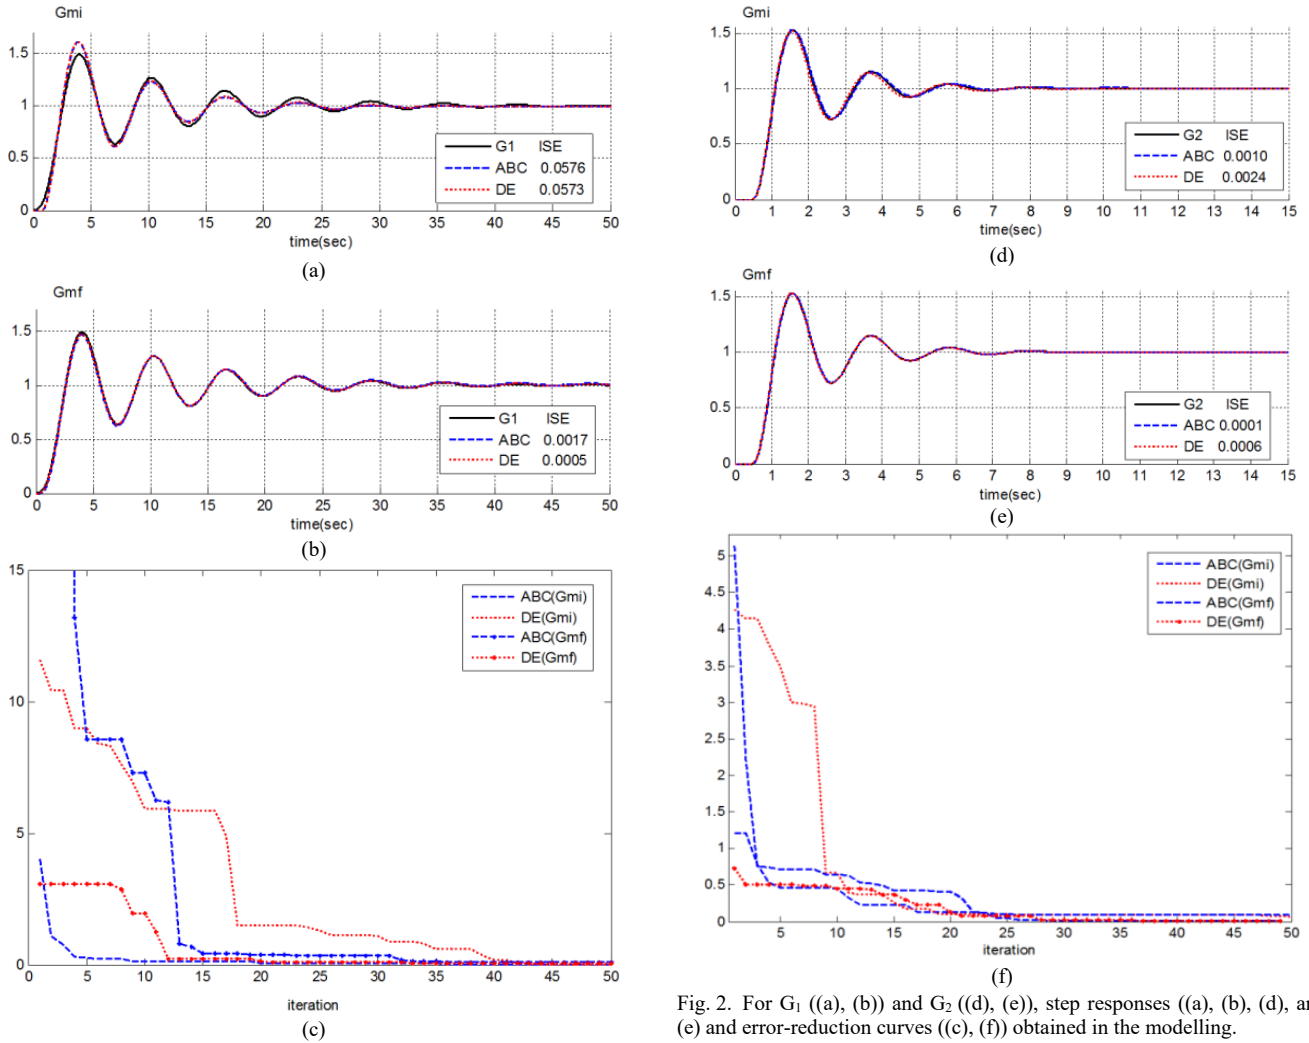 Gmi
1.5
1
0.5
0
G1 ISE
ABC 0.0576
DE 0.0573
0 5 10 15 20 25 30 35 40 45 50
time(sec)
(a)
Gmf
1.5
1
0.5
0
G1 ISE
ABC 0.0017
DE 0.0005
0 5 10 15 20 25 30 35 40 45 50
time(sec)
(b)
15
10
5
0
ABC(Gmi)
DE(Gmi)
ABC(Gmf)
DE(Gmf)
0 5 10 15 20 25 30 35 40 45 50
iteration
(c)
Gmi
1.5
1
0.5
0
G2 ISE
ABC 0.0010
DE 0.0024
0 1 2 3 4 5 6 7 8 9 10 11 12 13 14 15
time(sec)
(d)
Gmf
1.5
1
0.5
0
G2 ISE
ABC 0.0001
DE 0.0006
0 1 2 3 4 5 6 7 8 9 10 11 12 13 14 15
time(sec)
(e)
5
4.5
4
3.5
3
2.5
2
1.5
1
0.5
0
ABC(Gmi)
DE(Gmi)
ABC(Gmf)
DE(Gmf)
5 10 15 20 25 30 35 40 45 50
iteration
(f)
Fig. 2. For G1 ((a), (b)) and G2 ((d), (e)), step responses ((a), (b), (d), an
(e) and error-reduction curves ((c), (f)) obtained in the modelling.